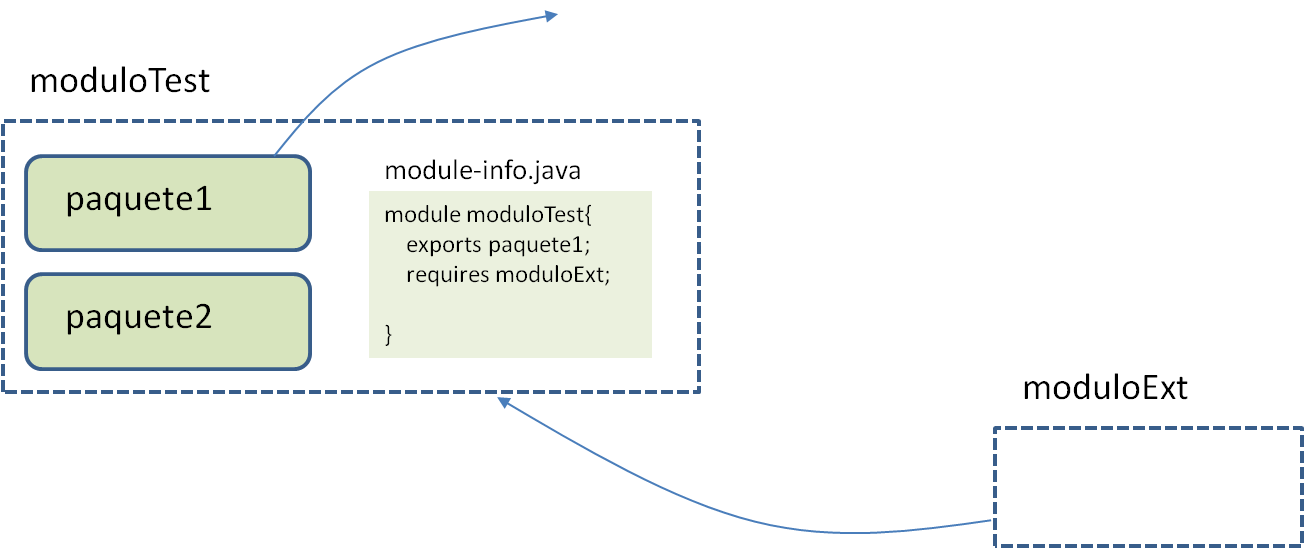 moduloTest
paquete1
paquete2
module-info.java
module moduloTest{
exports paquete1;
requires moduloExt;
}
moduloExt